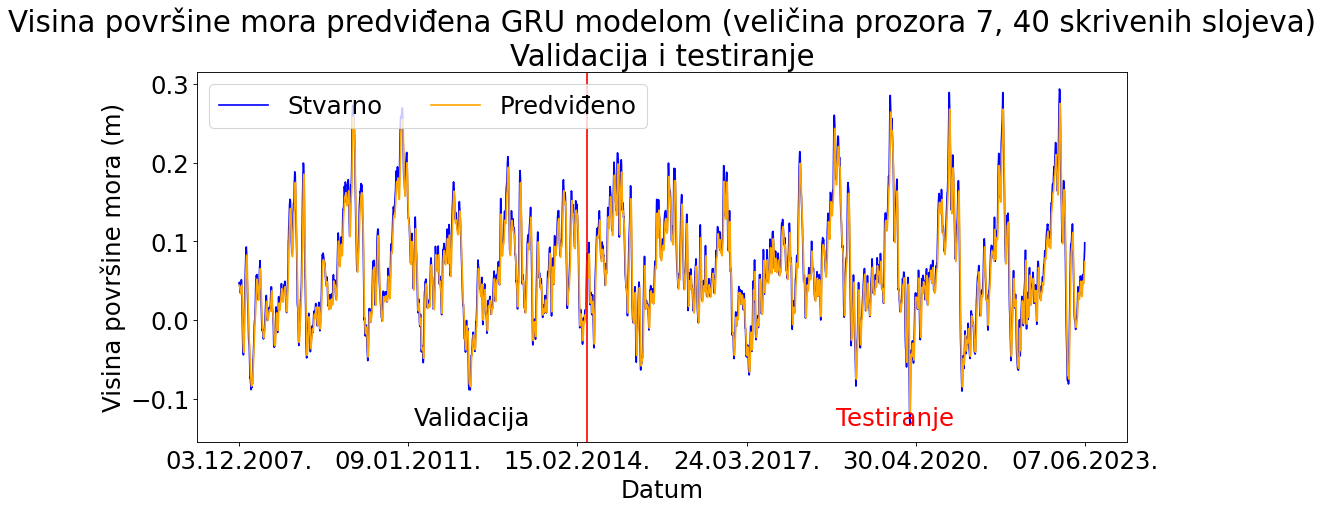 Visina površine mora predviđena GRU modelom (veličina prozora 7, 40 skrivenih slojeva)
Validacija i testiranje
Stvarno Predviđeno
Visina površine mora (m)
0.3
0.2
0.1
0.0
−0.1
Validacija Testiranje
03.12.2007. 09.01.2011. 15.02.2014. 24.03.2017. 30.04.2020. 07.06.2023.
Datum